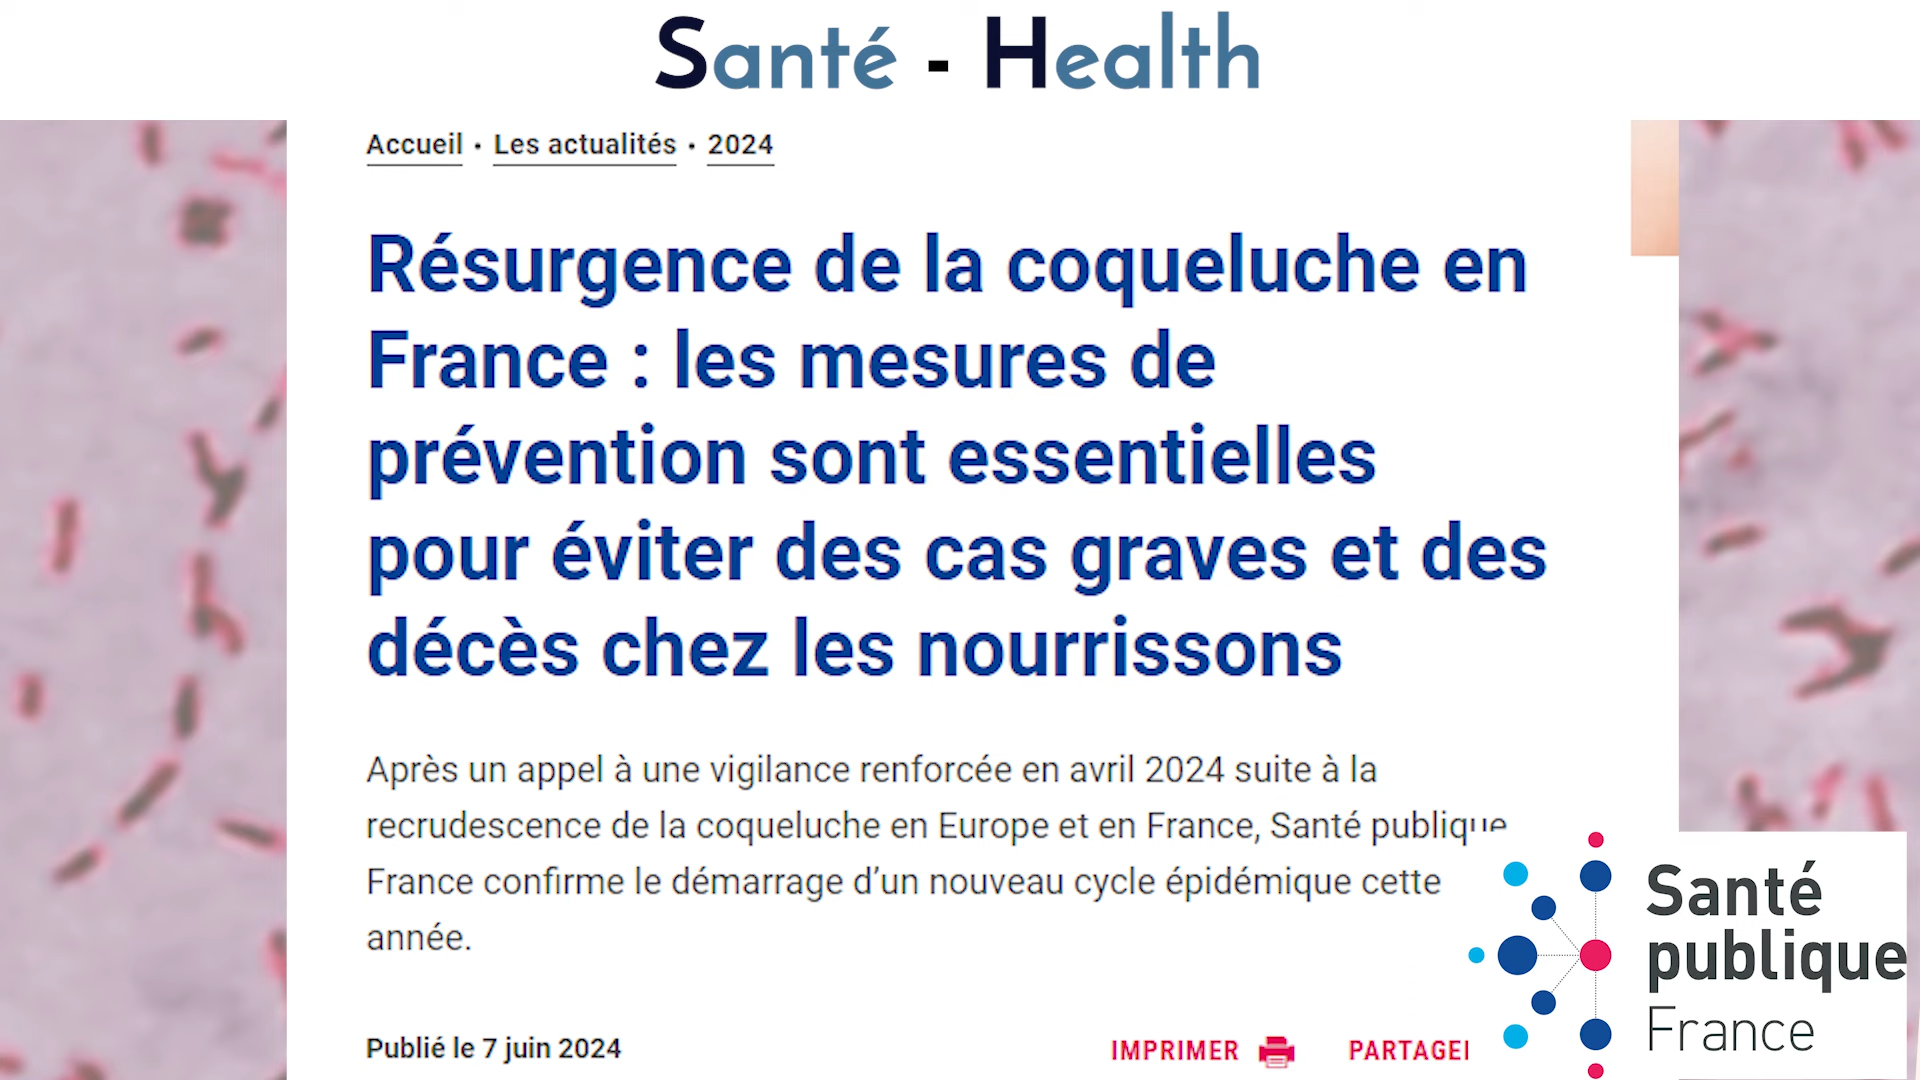 Santé - Health
Accueil • Les actualités • 2024
Résurgence de la coqueluche en
France : les mesures de
prévention sont essentielles
pour éviter des cas graves et des
décès chez les nourrissons
Après un appel à une vigilance renforcée en avril 2024 suite à la
recrudescence de la coqueluche en Europe et en France, Santé publique
France confirme le démarrage d’un nouveau cycle épidémique cette
année.
Publié le 7 juin 2024
IMPRIMER PARTAGE
Santé
publique
France